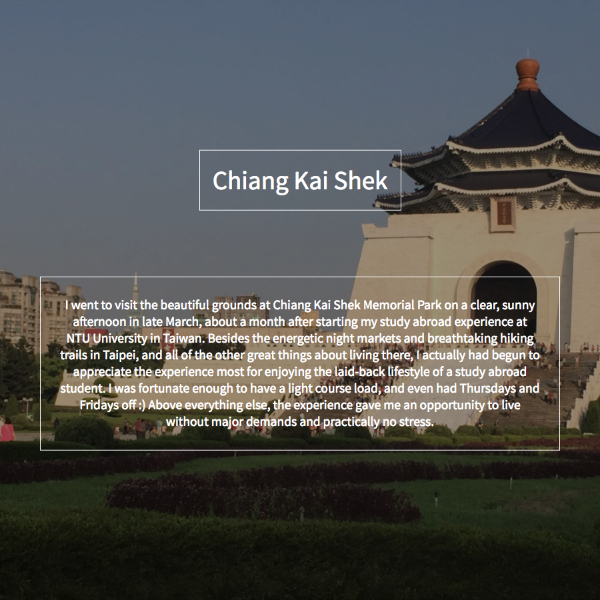 Chiang Kai Shek
I went to visit the beautiful grounds at Chiang Kai Shek Memorial Park on a clear, sunny
afternoon in late March, about a month after starting my study abroad experience at
NTU University in Taiwan. Besides the energetic night markets and breathtaking hiking
trails in Taipei, and all of the other great things about living there, I actually had begun to
appreciate the experience most for enjoying the laid-back lifestyle of a study abroad
student. I was fortunate enough to have a light course load, and even had Thursdays and
Fridays off :) Above everything else, the experience gave me an opportunity to live
without major demands and practically no stress.